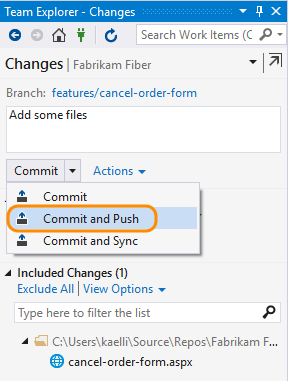 Team Explorer - Changes
Search Work Items (C
Changes | Fabrikam Fiber
Branch: features/cancel-order-form
Add some files
Commit Actions
Commit
Commit and Push
Commit and Sync
Included Changes (1)
Exclude All | View Options
Type here to filter the list
C:\Users\kaelli\Source\Repos\Fabrikam F...
cancel-order-form.aspx